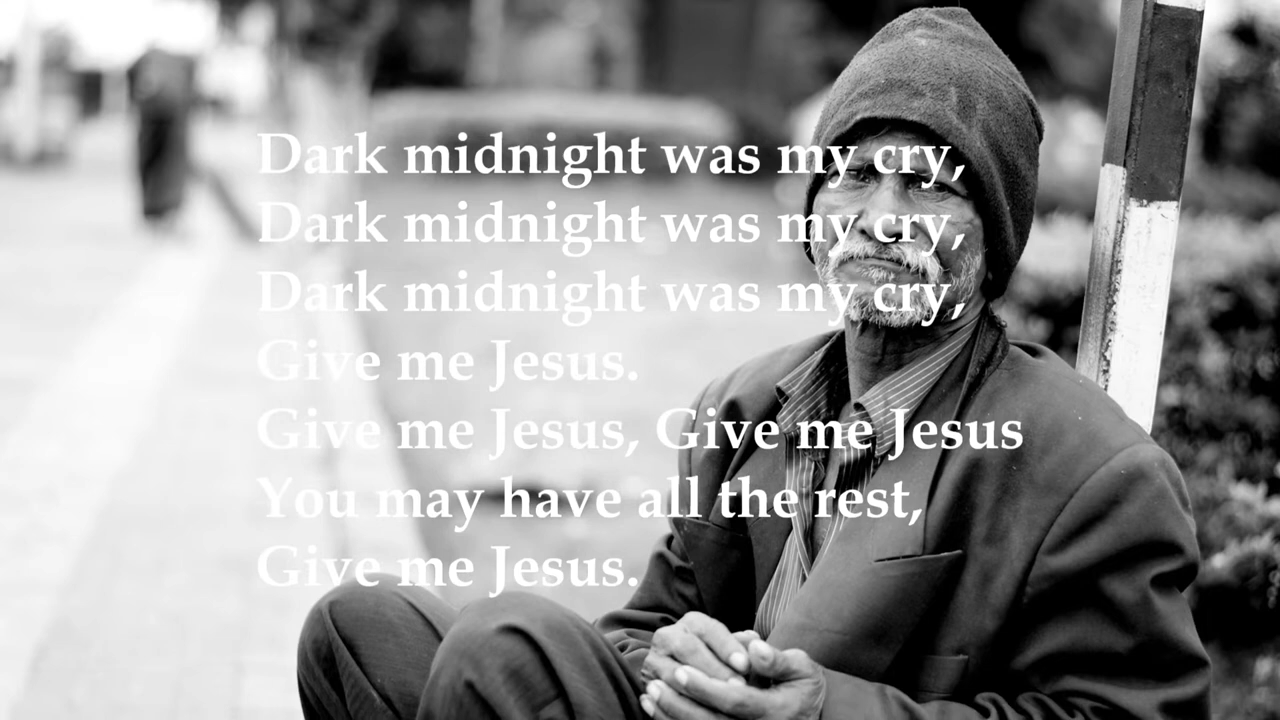 Dark midnight was my cry,
Dark midnight was my cry,
Dark midnight was my cry,
Give me Jesus.
Give me Jesus, Give me Jesus
You may have all the rest,
Give me Jesus.